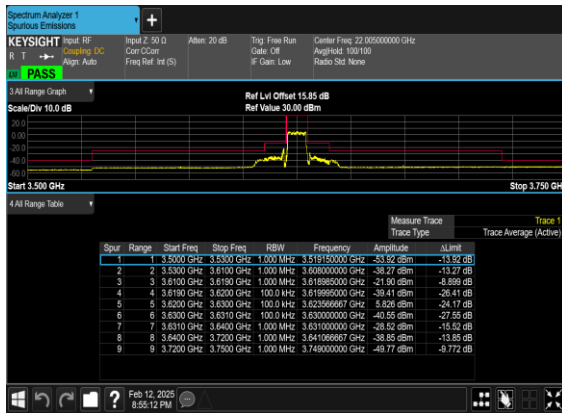 Spectrum Analyzer 1
Spurious Emissions
+
KEYSIGHT Input: RF Input Z: 50 Ω Atten: 20 dB Trig: Free Run Center Freq: 22.005000000 GHz
R T Coupling: DC Corr CCorr Gate: Off Avg|Hold: 100/100
Align: Auto Freq Ref: Int (S) IF Gain: Low Radio Std: None
PASS
3 All Range Graph
Ref Lvl Offset 15.85 dB
Scale/Div 10.0 dB Ref Value 30.00 dBm
20.0
0.00
-20.0
-40.0
-60.0
Start 3.500 GHz Stop 3.750 GH
4 All Range Table
Measure Trace Trace 1
Trace Type Trace Average (Active)
Spur Range Start Freq Stop Freq RBW Frequency Amplitude ΔLimit
1 1 3.5000 GHz 3.5300 GHz 1.000 MHz 3.519150000 GHz -53.92 dBm -13.92 dB
2 2 3.5300 GHz 3.6100 GHz 1.000 MHz 3.608000000 GHz -38.27 dBm -13.27 dB
3 3 3.6100 GHz 3.6190 GHz 1.000 MHz 3.618985000 GHz -21.90 dBm -8.899 dB
4 4 3.6190 GHz 3.6200 GHz 100.0 kHz 3.619995000 GHz -39.41 dBm -26.41 dB
5 5 3.6200 GHz 3.6300 GHz 100.0 kHz 3.623566667 GHz 5.826 dBm -24.17 dB
6 6 3.6300 GHz 3.6310 GHz 100.0 kHz 3.630000000 GHz -40.55 dBm -27.55 dB
7 7 3.6310 GHz 3.6400 GHz 1.000 MHz 3.631000000 GHz -28.52 dBm -15.52 dB
8 8 3.6400 GHz 3.7200 GHz 1.000 MHz 3.641066667 GHz -38.85 dBm -13.85 dB
9 9 3.7200 GHz 3.7500 GHz 1.000 MHz 3.749000000 GHz -49.77 dBm -9.772 dB
? Feb 12, 2025
8:55:12 PM